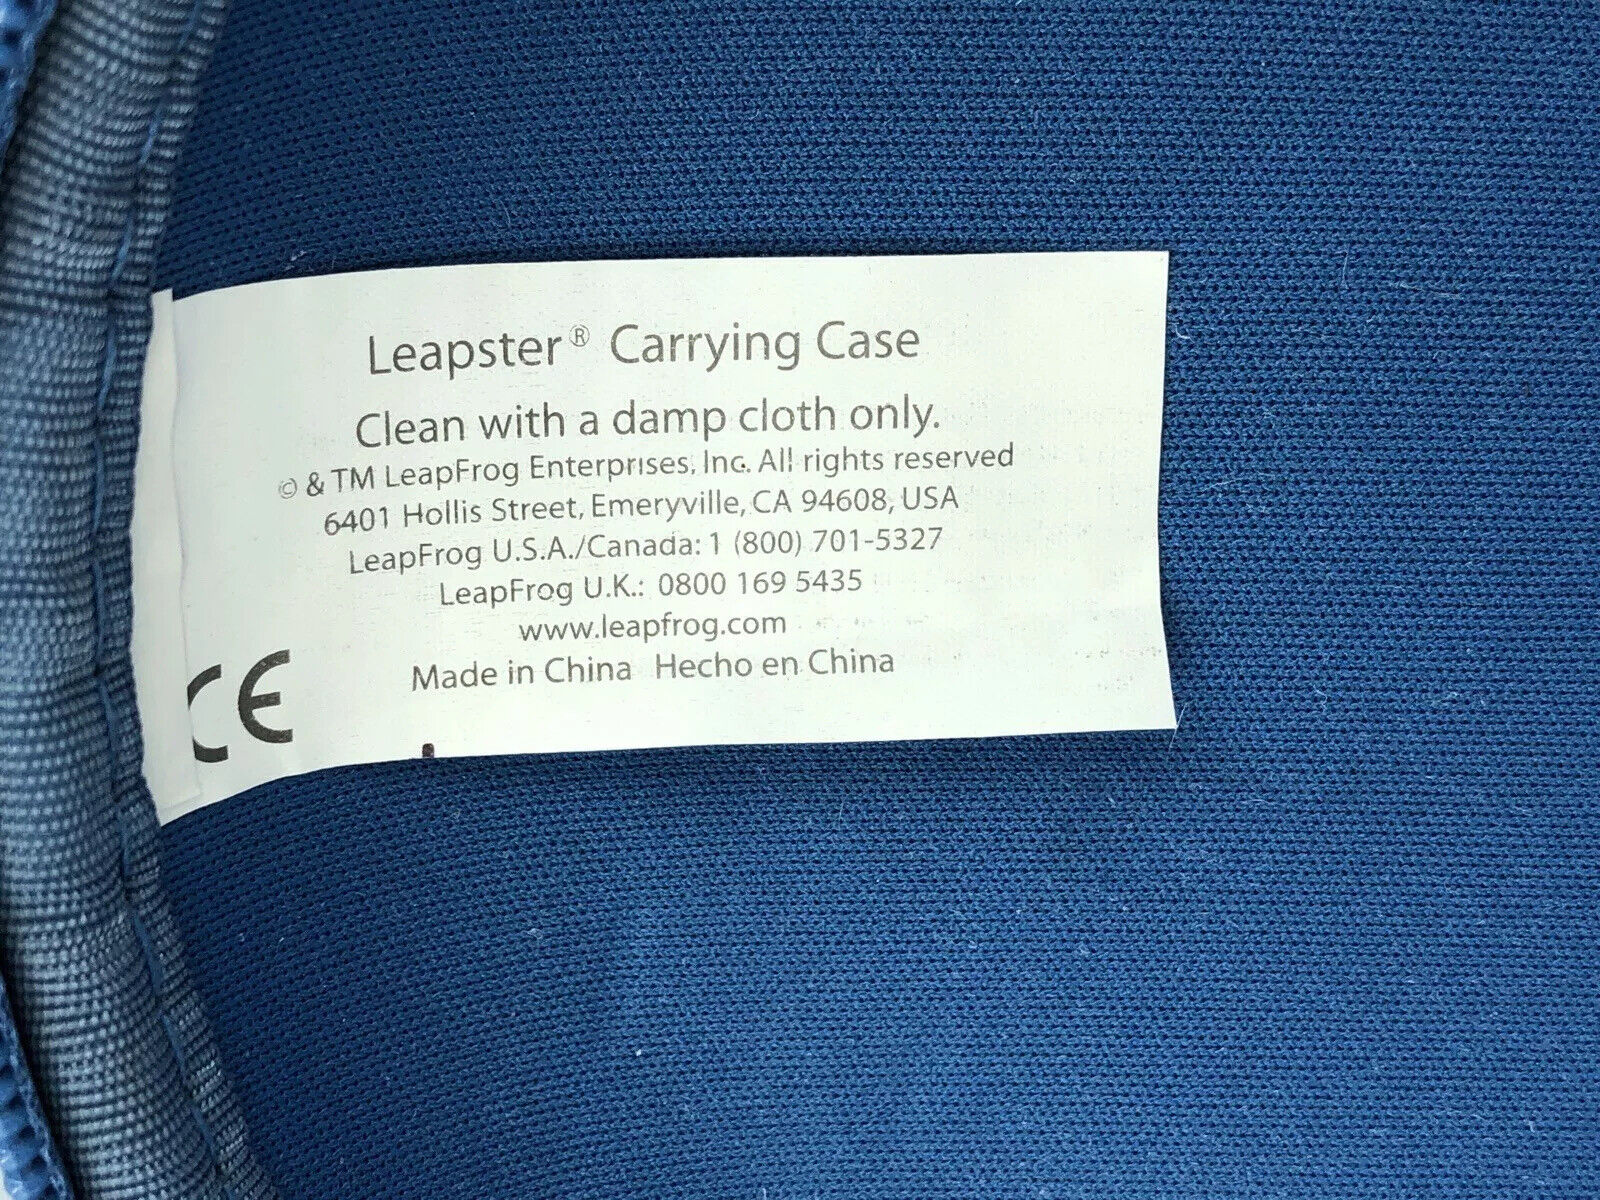 Leapster® Carrying Case
Clean with a damp cloth only.
© & TM LeapFrog Enterprises, Inc. All rights reserved
6401 Hollis Street, Emeryville, CA 94608, USA
LeapFrog U.S.A./Canada: 1 (800) 701-5327
LeapFrog U.K.: 0800 169 5435
www.leapfrog.com
Made in China Hecho en China
CE